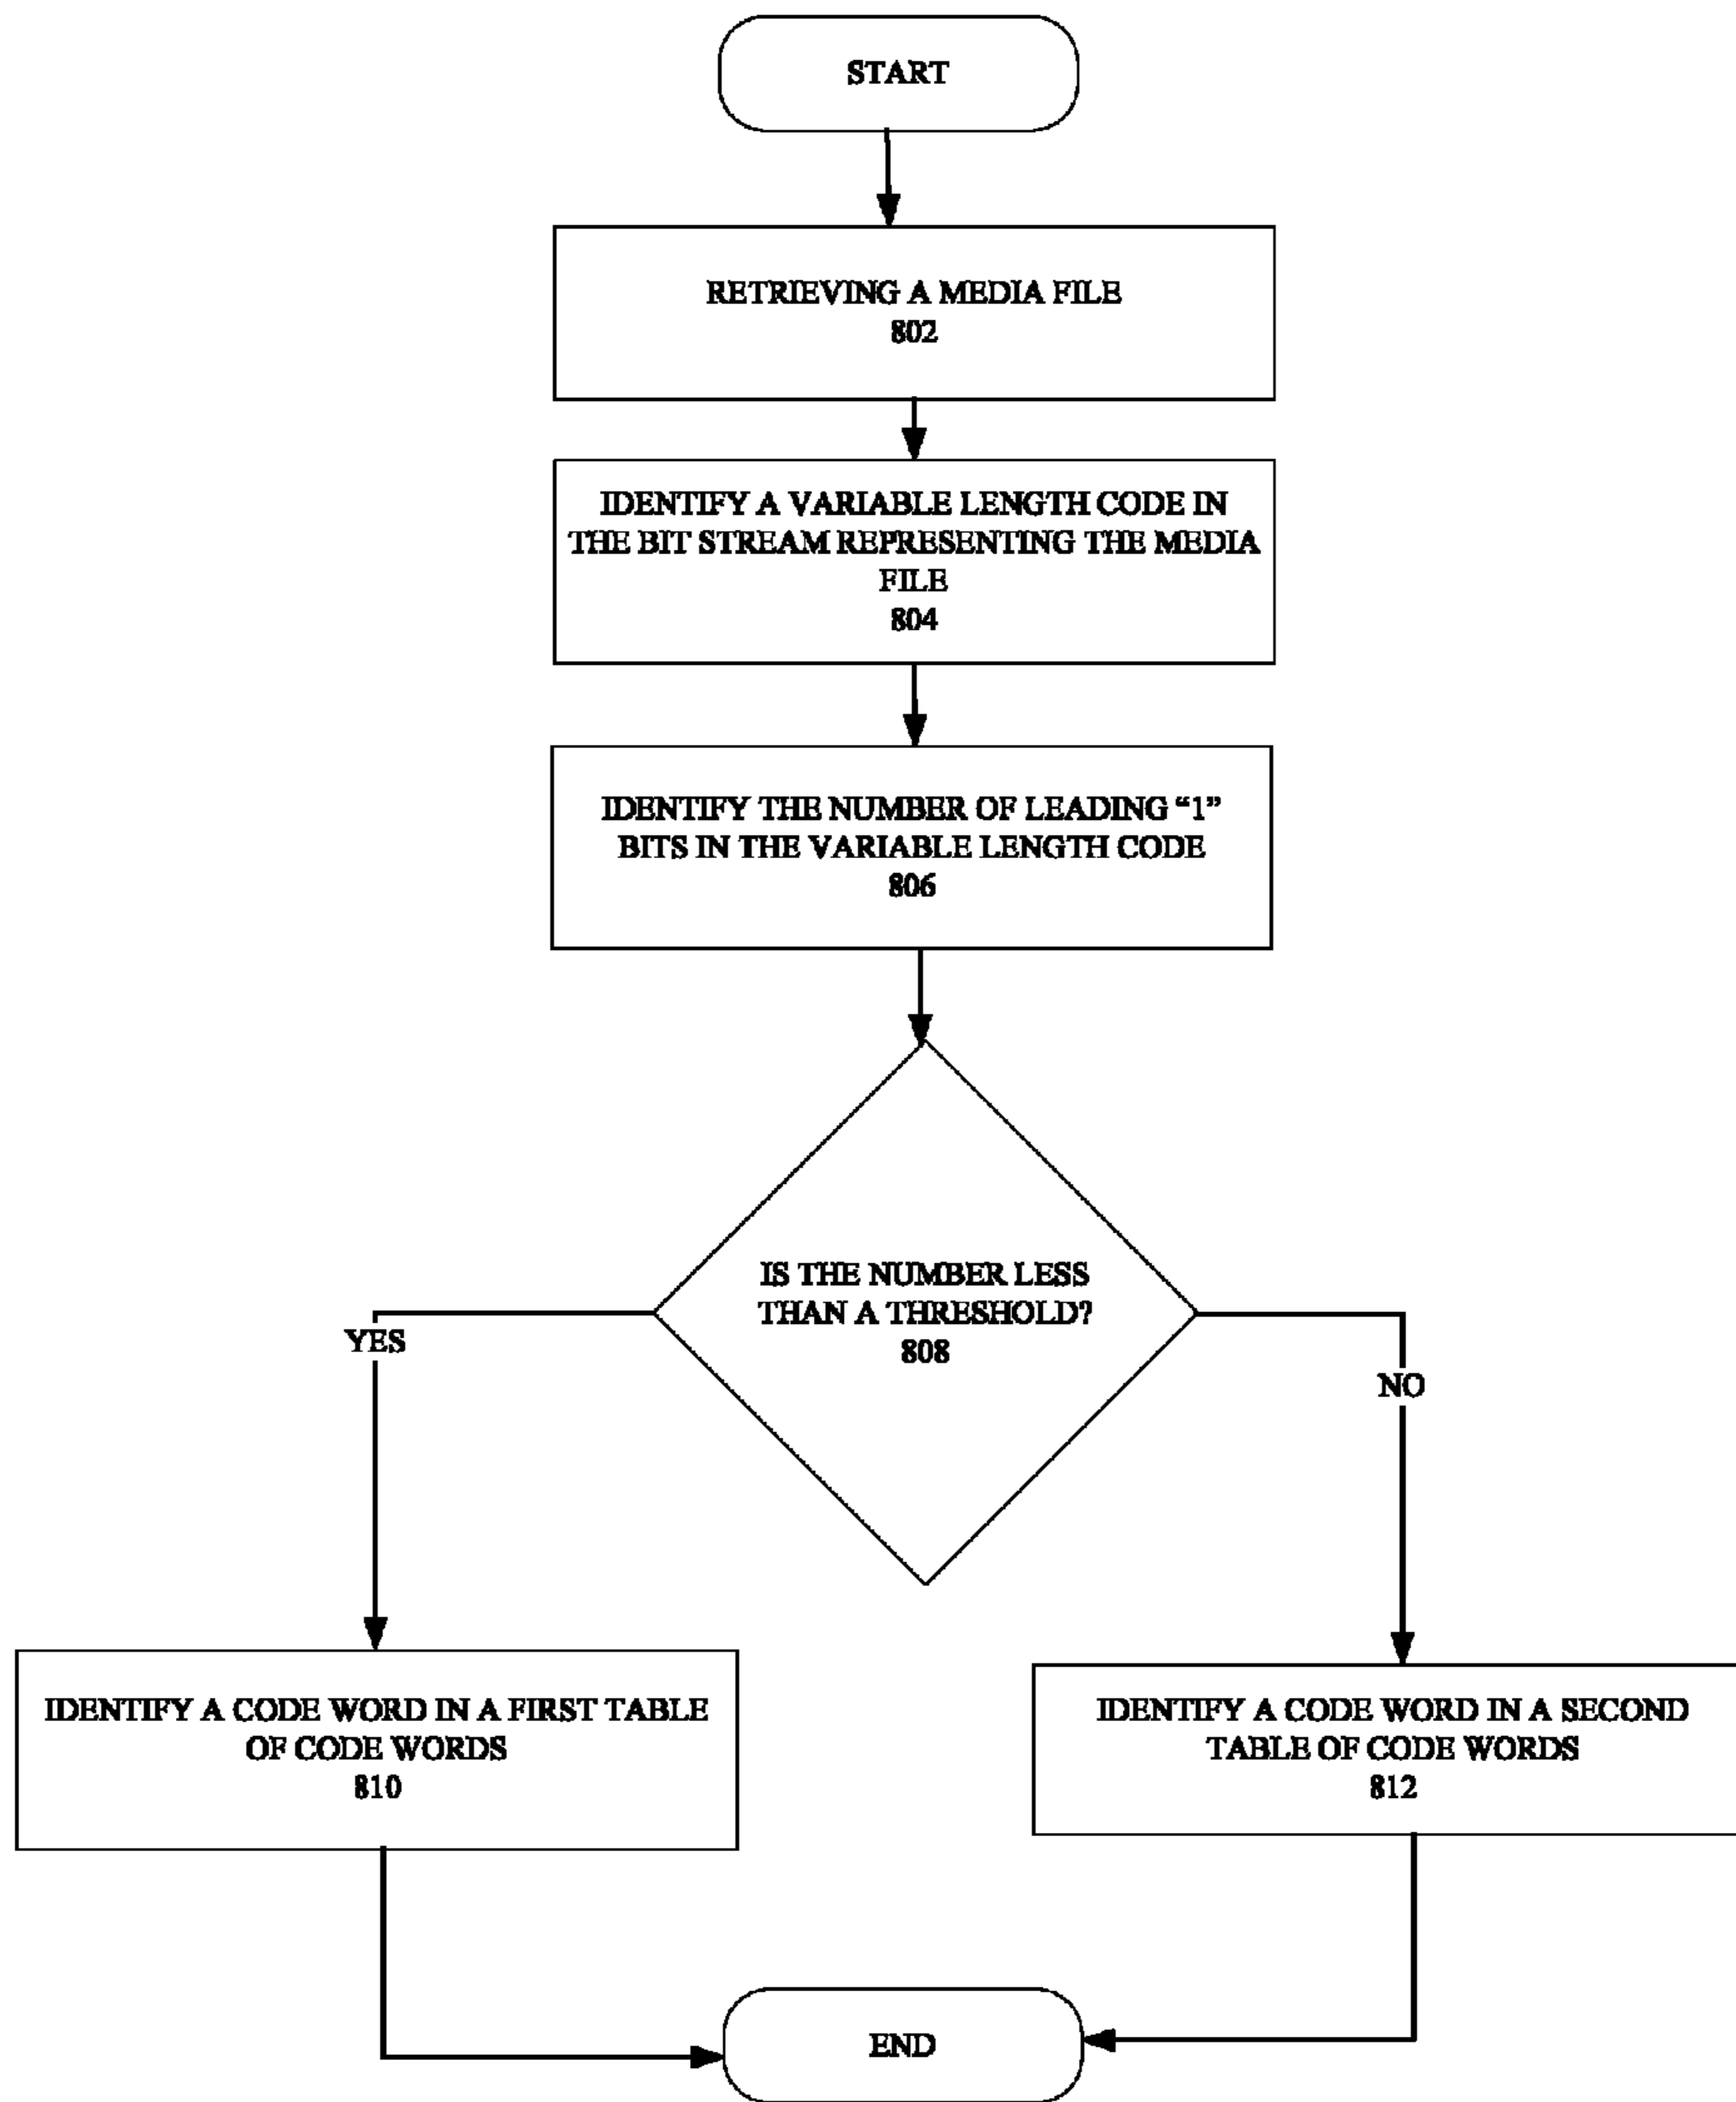 START
RETRIEVING A MEDIA FILE
802
IDENTIFY A VARIABLE LENGTH CODE IN
THE BIT STREAM REPRESENTING THE MEDIA
FILE
804
IDENTIFY THE NUMBER OF LEADING “1”
BITS IN THE VARIABLE LENGTH CODE
806
IS THE NUMBER LESS
THAN A THRESHOLD?
808
YES
NO
IDENTIFY A CODE WORD IN A FIRST TABLE
OF CODE WORDS
810
IDENTIFY A CODE WORD IN A SECOND
TABLE OF CODE WORDS
812
END